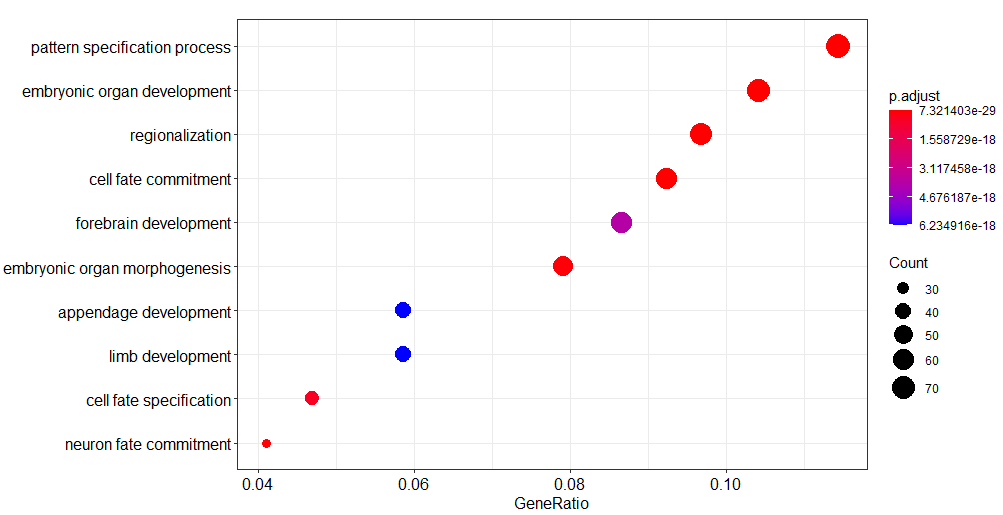 pattern specification process
embryonic organ development
regionalization
cell fate commitment
forebrain development
embryonic organ morphogenesis
appendage development
limb development
cell fate specification
neuron fate commitment
0.04
0.06
0.08
0.10
GeneRatio
p.adjust
7.321403e-29
1.558729e-18
3.117458e-18
4.676187e-18
6.234916e-18
Count
30
40
50
60
70